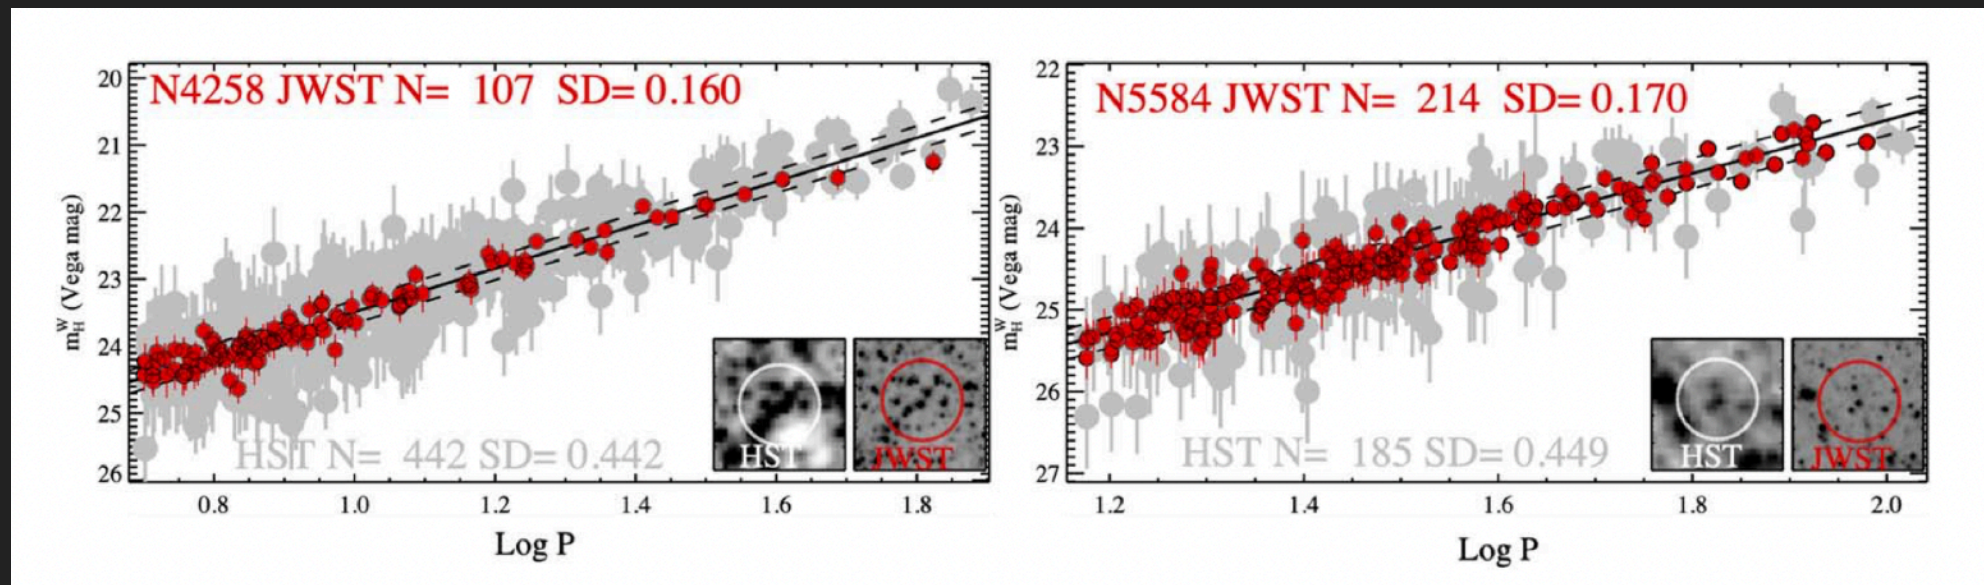 N4258 JWST N= 107 SD= 0.160
20
21
22
23
24
25
26
m_H^W (Vega mag)
HST N= 442 SD= 0.442
HST
JWST
0.8 1.0 1.2 1.4 1.6 1.8
Log P
N5584 JWST N= 214 SD= 0.170
22
23
24
25
26
27
m_H^W (Vega mag)
HST N= 185 SD= 0.449
HST
JWST
1.2 1.4 1.6 1.8 2.0
Log P